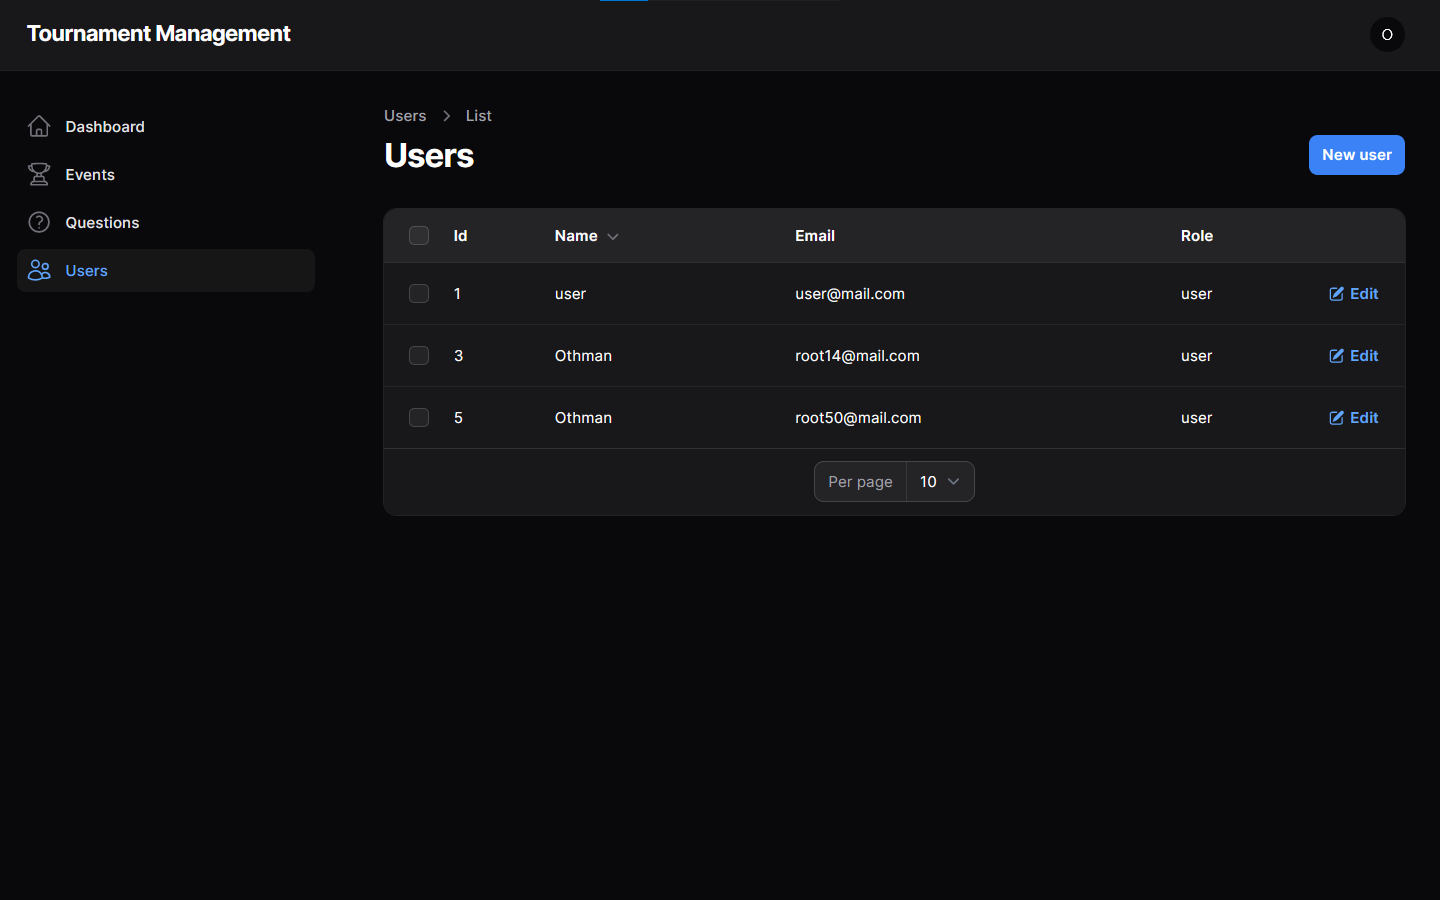 Tournament Management
O
Dashboard
Events
Questions
Users
Users > List
Users
New user
Id Name Email Role
1 user user@mail.com user Edit
3 Othman root14@mail.com user Edit
5 Othman root50@mail.com user Edit
Per page 10